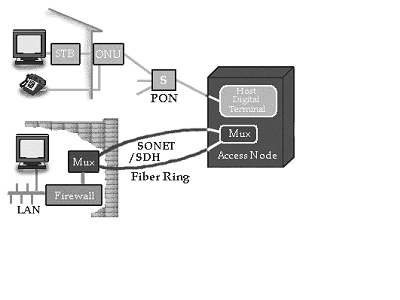 STB
ONU
S
PON
Host
Digital
Terminal
Mux
Access Node
SONET
/SDH
Fiber Ring
Mux
Firewall
LAN